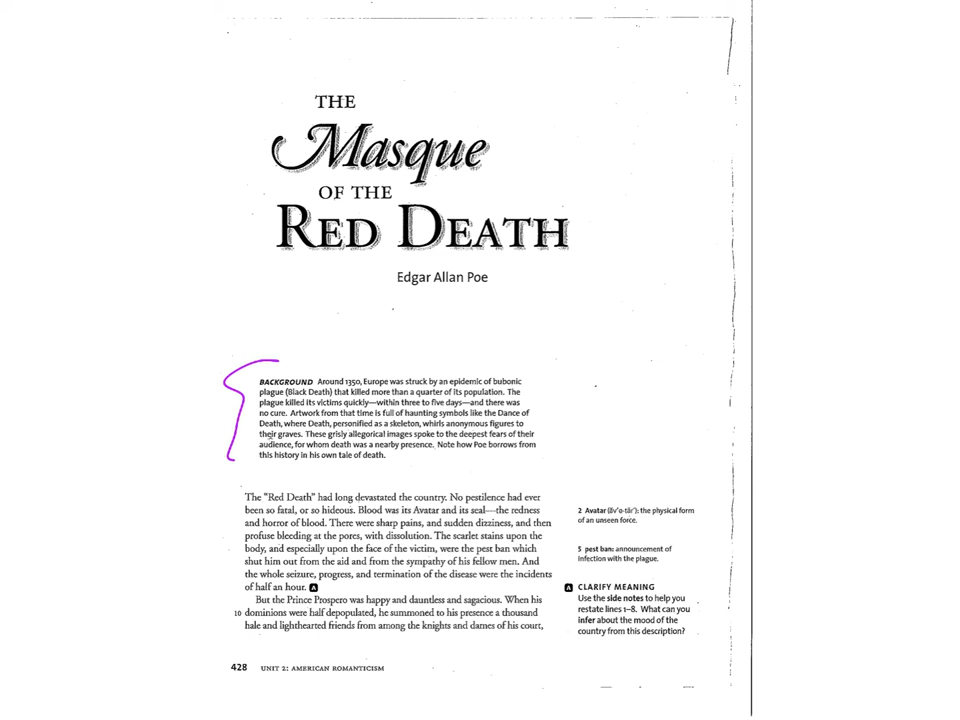 THE
Masque
OF THE
RED DEATH
Edgar Allan Poe
BACKGROUND Around 1350, Europe was struck by an epidemic of bubonic
plague (Black Death) that killed more than a quarter of its population. The
plague killed its victims quickly—within three to five days—and there was
no cure. Artwork from that time is full of haunting symbols like the Dance of
Death, where Death, personified as a skeleton, whirls anonymous figures to
their graves. These grisly allegorical images spoke to the deepest fears of their
audience, for whom death was a nearby presence. Note how Poe borrows from
this history in his own tale of death.
The "Red Death" had long devastated the country. No pestilence had ever
been so fatal, or so hideous. Blood was its Avatar and its seal—the redness
and horror of blood. There were sharp pains, and sudden dizziness, and then
profuse bleeding at the pores, with dissolution. The scarlet stains upon the
body, and especially upon the face of the victim, were the pest ban which
shut him out from the aid and from the sympathy of his fellow men. And
the whole seizure, progress, and termination of the disease were the incidents
of half an hour. A
But the Prince Prospero was happy and dauntless and sagacious. When his
10 dominions were half depopulated, he summoned to his presence a thousand
hale and lighthearted friends from among the knights and dames of his court,
2 Avatar (ăv'ə-tär'): the physical form
of an unseen force.
5 pest ban: announcement of
infection with the plague.
A CLARIFY MEANING
Use the side notes to help you
restate lines 1–8. What can you
infer about the mood of the
country from this description?
428 UNIT 2: AMERICAN ROMANTICISM